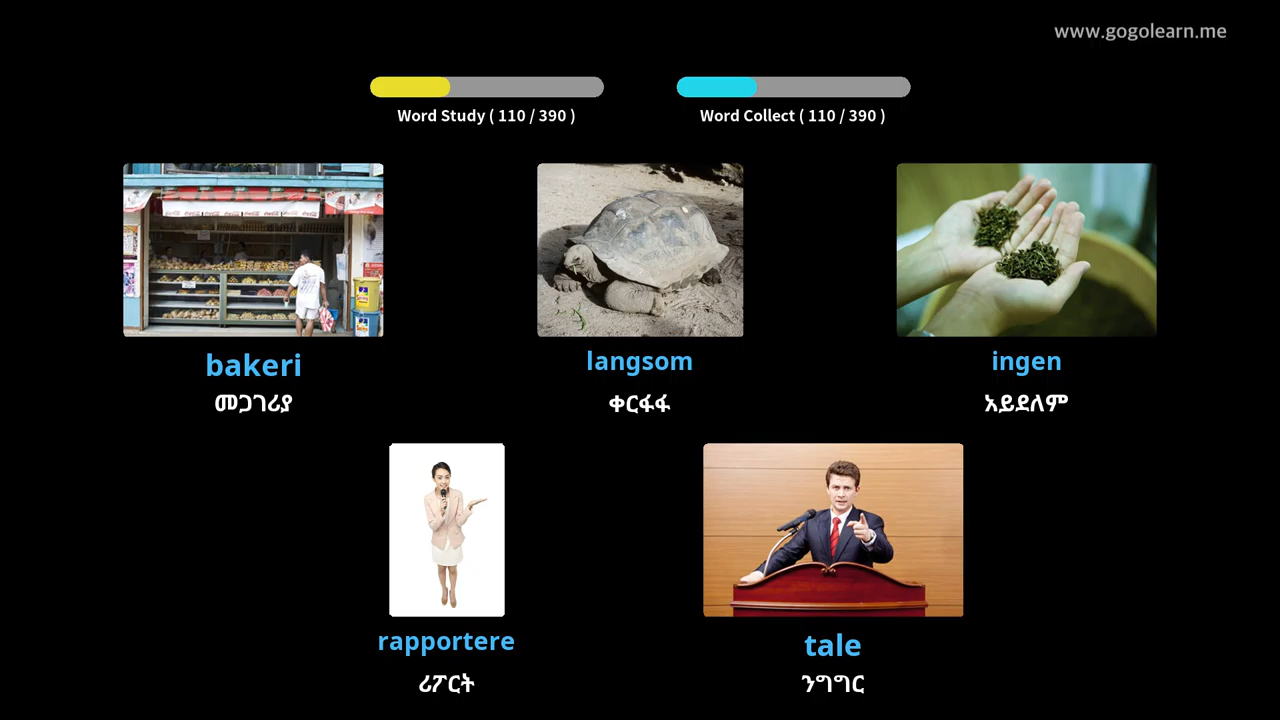 www.gogolearn.me
Word Study ( 110 / 390 )
Word Collect ( 110 / 390 )
bakeri
መጋገሪያ
langsom
ቀርፋፋ
ingen
አይደለም
rapportere
ሪፖርት
tale
ንግግር